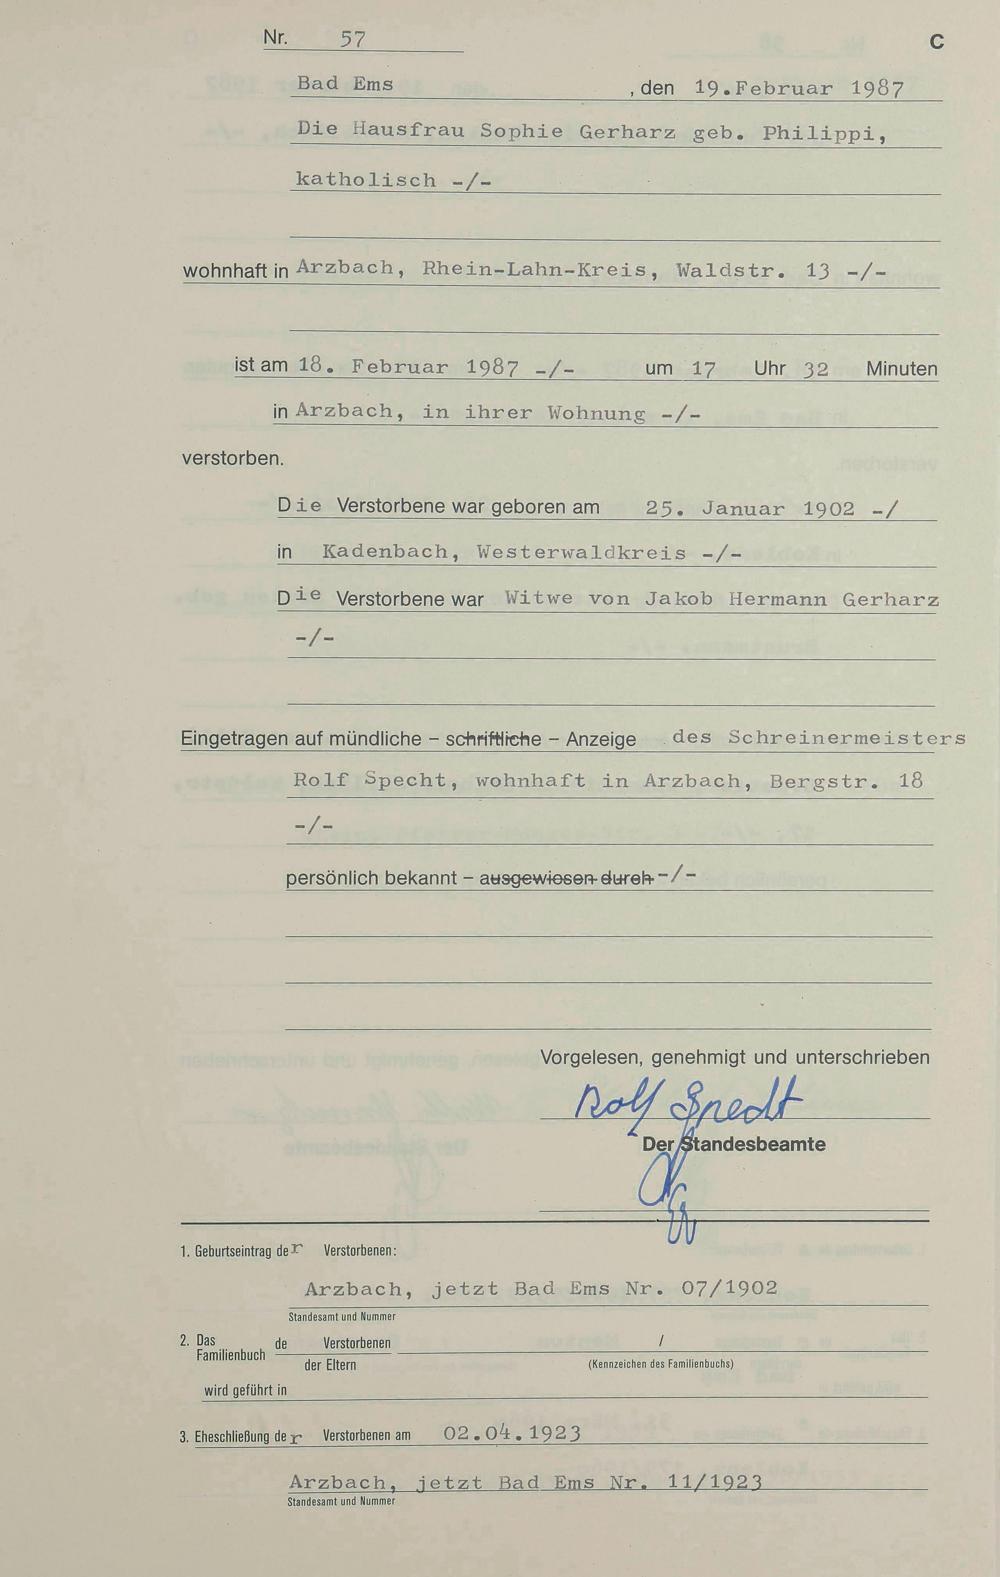 Nr. 57 C
Bad Ems , den 19.Februar 1987
Die Hausfrau Sophie Gerharz geb. Philippi,
katholisch -/-
wohnhaft in Arzbach, Rhein-Lahn-Kreis, Waldstr. 13 -/-
ist am 18. Februar 1987 -/- um 17 Uhr 32 Minuten
in Arzbach, in ihrer Wohnung -/-
verstorben.
Die Verstorbene war geboren am 25. Januar 1902 -/
in Kadenbach, Westerwaldkreis -/-
Die Verstorbene war Witwe von Jakob Hermann Gerharz
-/-
Eingetragen auf mündliche – schriftliche – Anzeige des Schreinermeisters
Rolf Specht, wohnhaft in Arzbach, Bergstr. 18
-/-
persönlich bekannt – ausgewiesen durch -/-
Vorgelesen, genehmigt und unterschrieben
Rolf Specht
Der Standesbeamte
1. Geburtseintrag der Verstorbenen:
Arzbach, jetzt Bad Ems Nr. 07/1902
Standesamt und Nummer
2. Das Familienbuch de Verstorbenen /
der Eltern (Kennzeichen des Familienbuchs)
wird geführt in
3. Eheschließung der Verstorbenen am 02.04.1923
Arzbach, jetzt Bad Ems Nr. 11/1923
Standesamt und Nummer